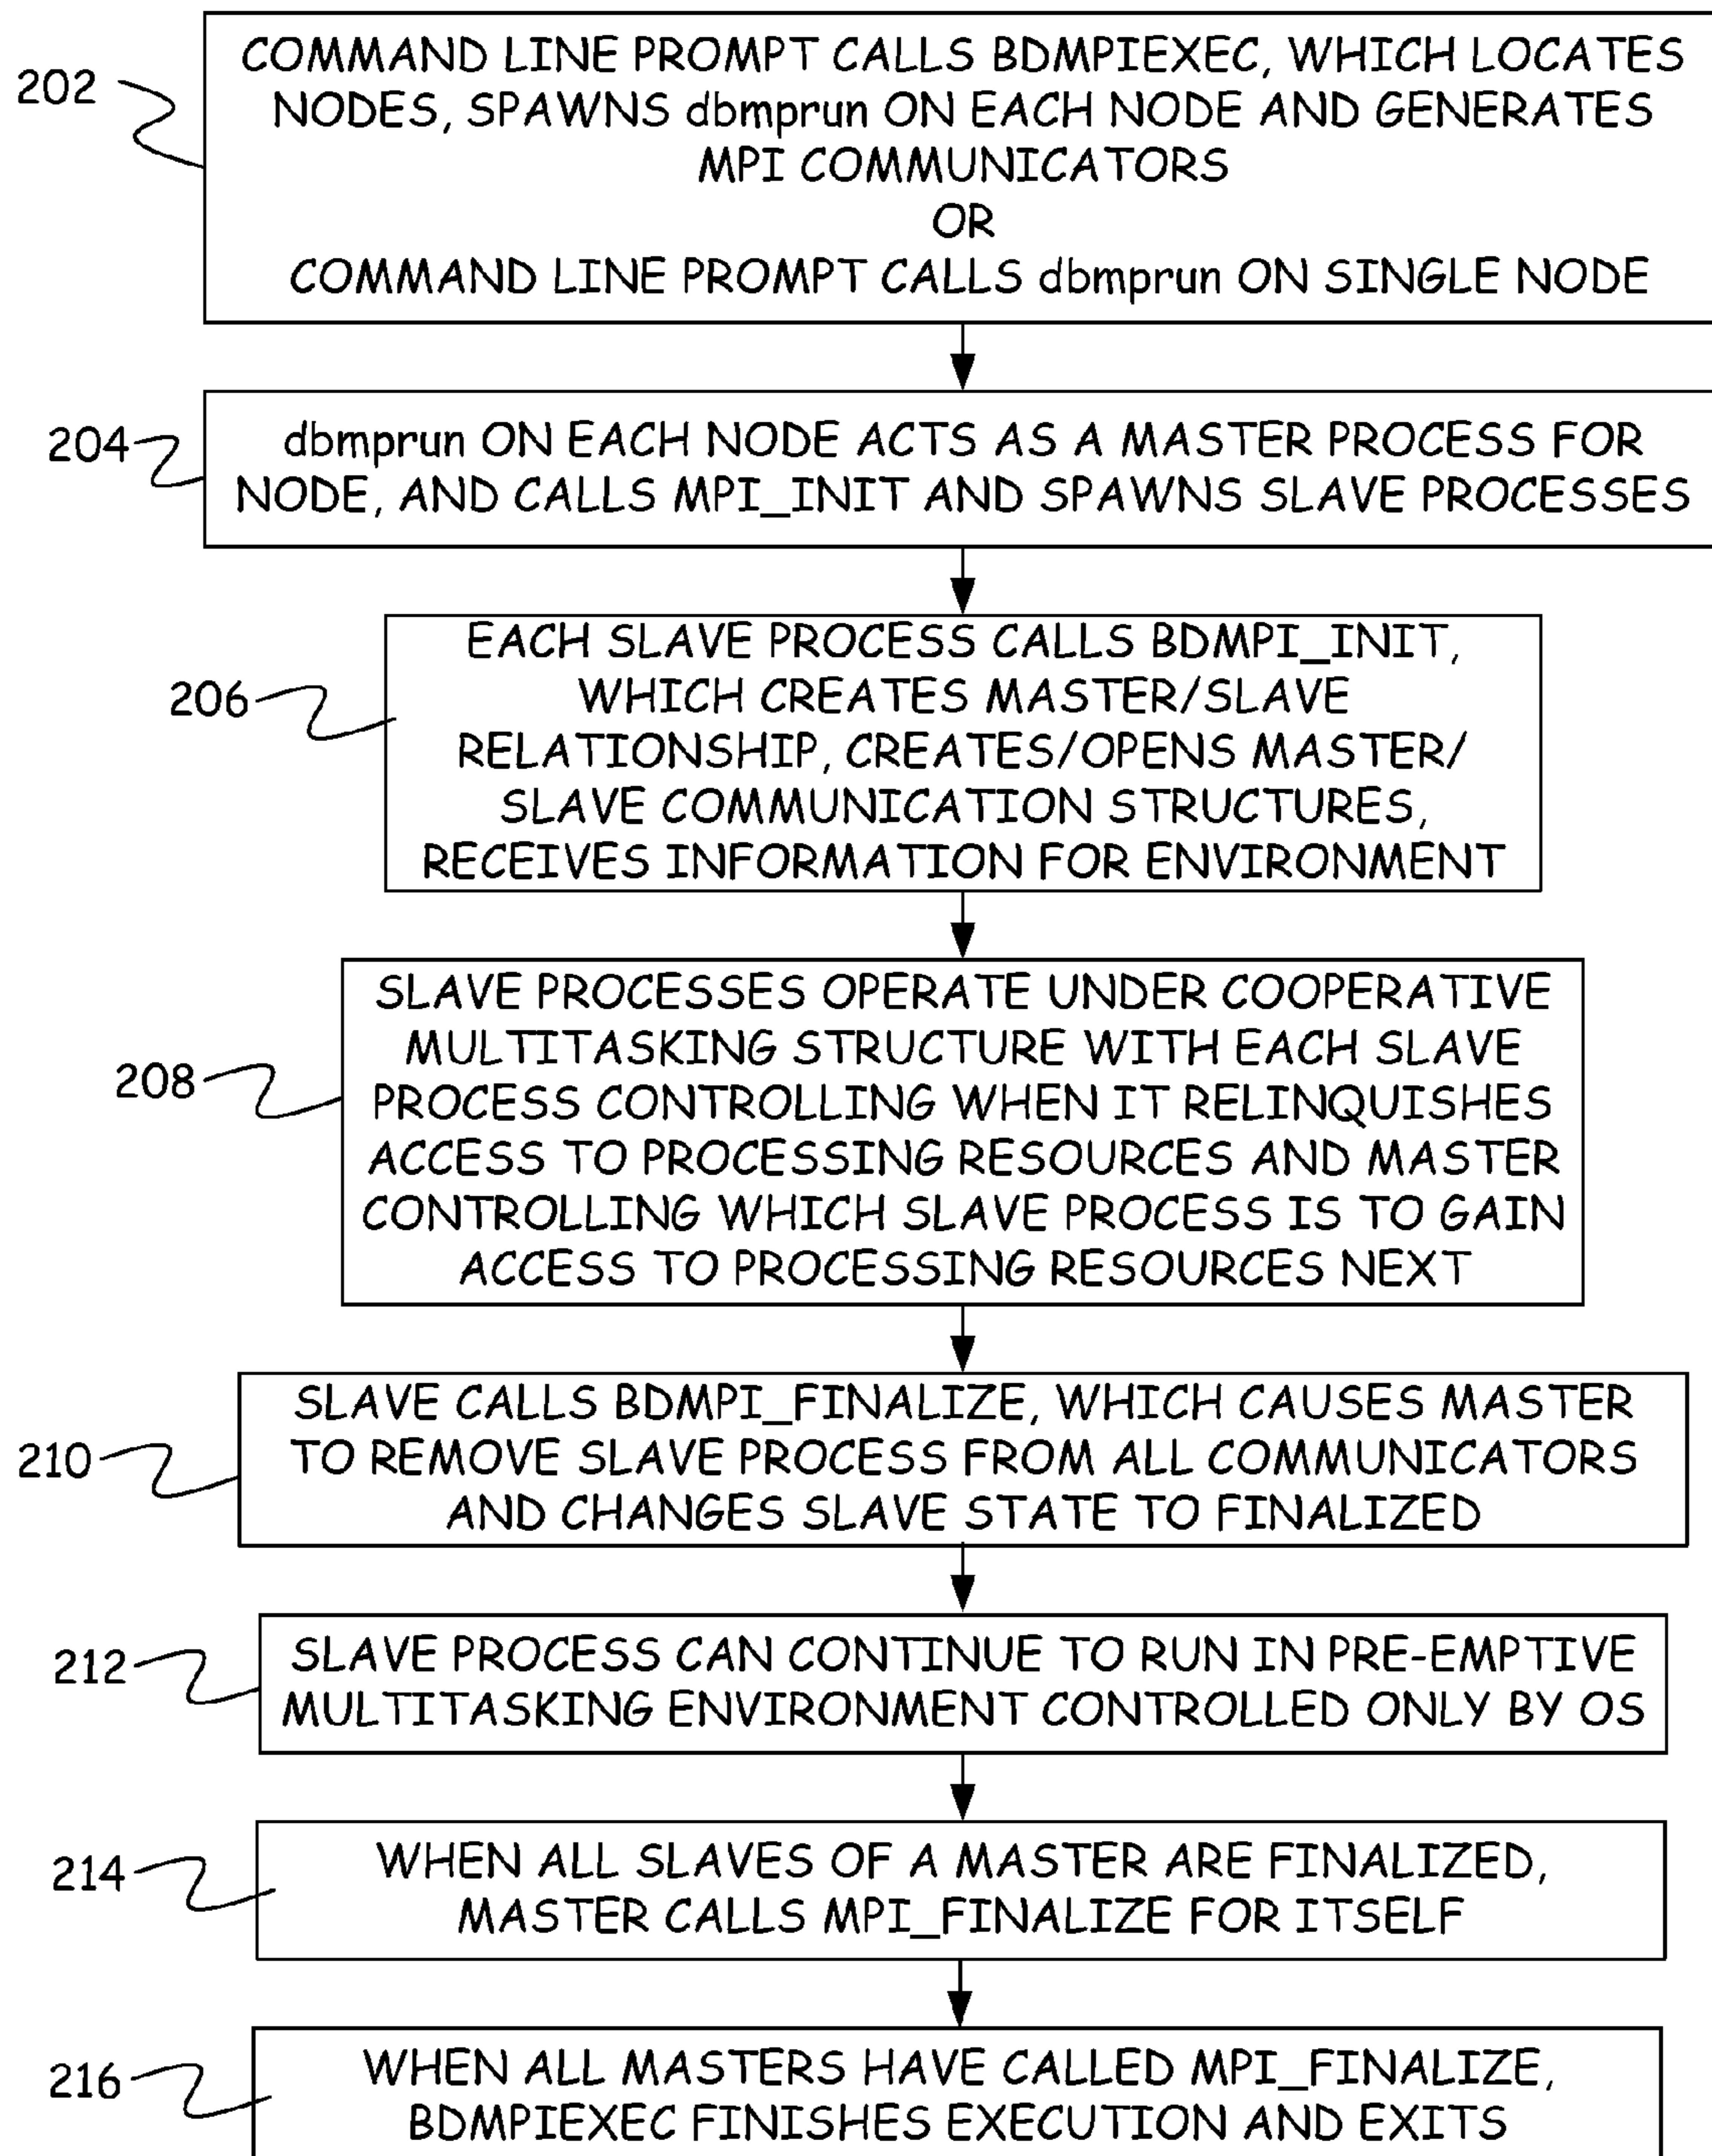 202
COMMAND LINE PROMPT CALLS BDMPIEXEC, WHICH LOCATES
NODES, SPAWNS dbmprun ON EACH NODE AND GENERATES
MPI COMMUNICATORS
OR
COMMAND LINE PROMPT CALLS dbmprun ON SINGLE NODE
204
dbmprun ON EACH NODE ACTS AS A MASTER PROCESS FOR
NODE, AND CALLS MPI_INIT AND SPAWNS SLAVE PROCESSES
206
EACH SLAVE PROCESS CALLS BDMPI_INIT,
WHICH CREATES MASTER/SLAVE
RELATIONSHIP, CREATES/OPENS MASTER/
SLAVE COMMUNICATION STRUCTURES,
RECEIVES INFORMATION FOR ENVIRONMENT
208
SLAVE PROCESSES OPERATE UNDER COOPERATIVE
MULTITASKING STRUCTURE WITH EACH SLAVE
PROCESS CONTROLLING WHEN IT RELINQUISHES
ACCESS TO PROCESSING RESOURCES AND MASTER
CONTROLLING WHICH SLAVE PROCESS IS TO GAIN
ACCESS TO PROCESSING RESOURCES NEXT
210
SLAVE CALLS BDMPI_FINALIZE, WHICH CAUSES MASTER
TO REMOVE SLAVE PROCESS FROM ALL COMMUNICATORS
AND CHANGES SLAVE STATE TO FINALIZED
212
SLAVE PROCESS CAN CONTINUE TO RUN IN PRE-EMPTIVE
MULTITASKING ENVIRONMENT CONTROLLED ONLY BY OS
214
WHEN ALL SLAVES OF A MASTER ARE FINALIZED,
MASTER CALLS MPI_FINALIZE FOR ITSELF
216
WHEN ALL MASTERS HAVE CALLED MPI_FINALIZE,
BDMPIEXEC FINISHES EXECUTION AND EXITS